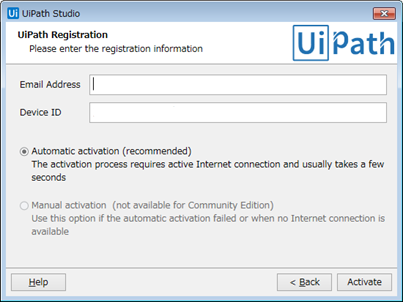 UiPath Studio
UiPath Registration
Please enter the registration information
UiPath
Email Address
Device ID
Automatic activation (recommended)
The activation process requires active Internet connection and usually takes a few
seconds
Manual activation (not available for Community Edition)
Use this option if the automatic activation failed or when no Internet connection is
available
Help
< Back
Activate